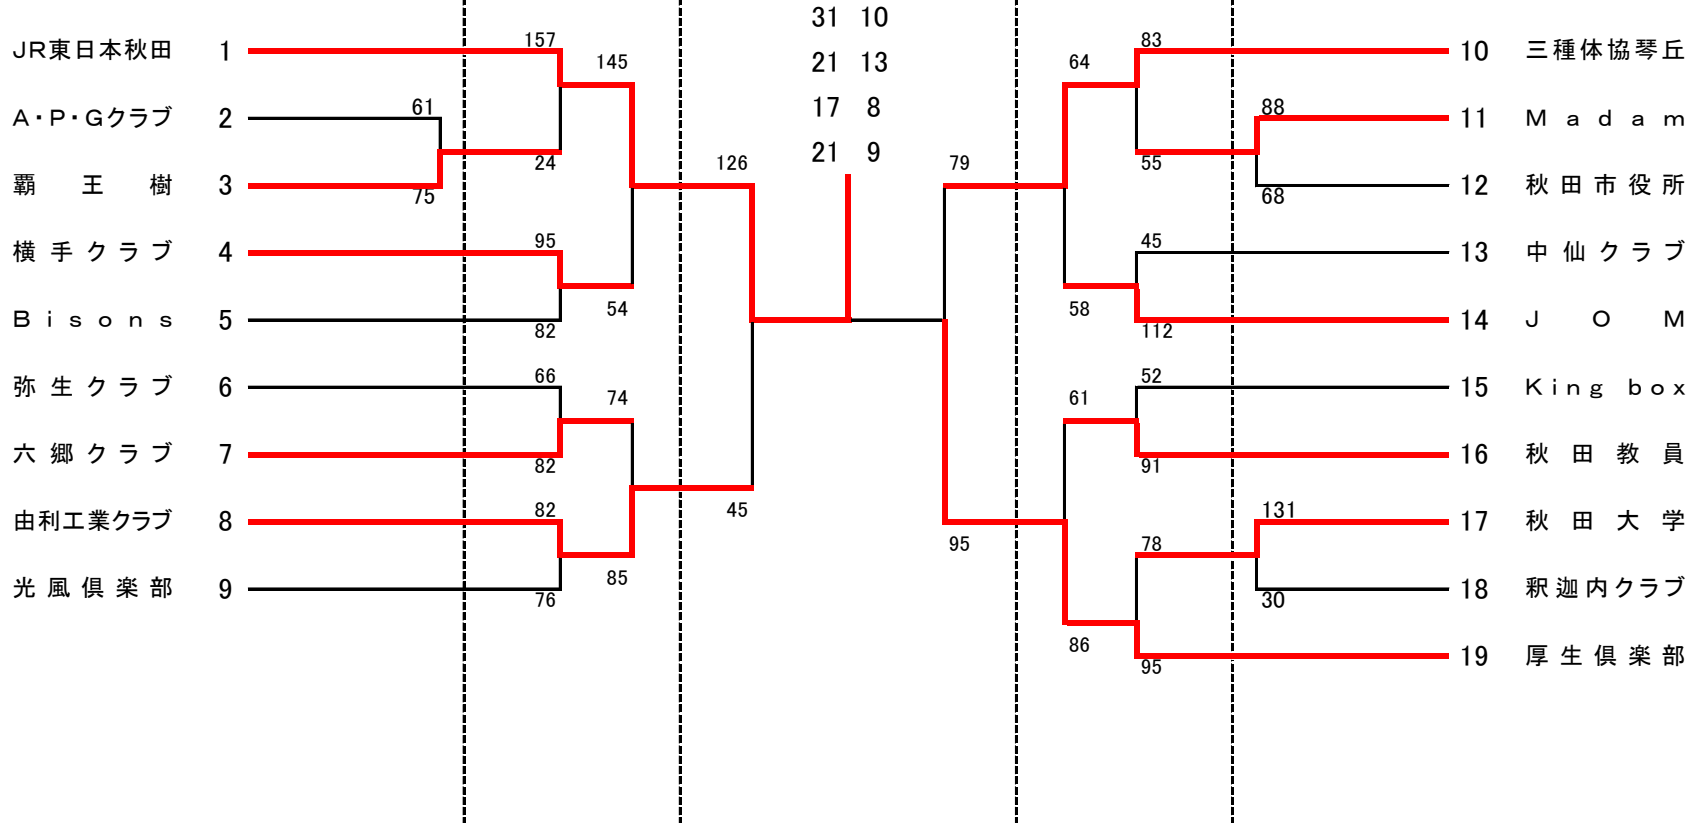 31 10
21 13
17 8
21 9
JR東日本秋田 1
157
145
A・P・Gクラブ 2
61
24
覇王樹 3
75
126
横手クラブ 4
95
54
Bisons 5
82
弥生クラブ 6
66
74
六郷クラブ 7
82
由利工業クラブ 8
82
45
85
光風倶楽部 9
76
83
64
10 三種体協琴丘
88
11 Madam
79
55
12 秋田市役所
68
45
13 中仙クラブ
58
14 JOM
112
52
15 King box
61
16 秋田教員
91
131
17 秋田大学
95
78
18 釈迦内クラブ
30
86
19 厚生倶楽部
95